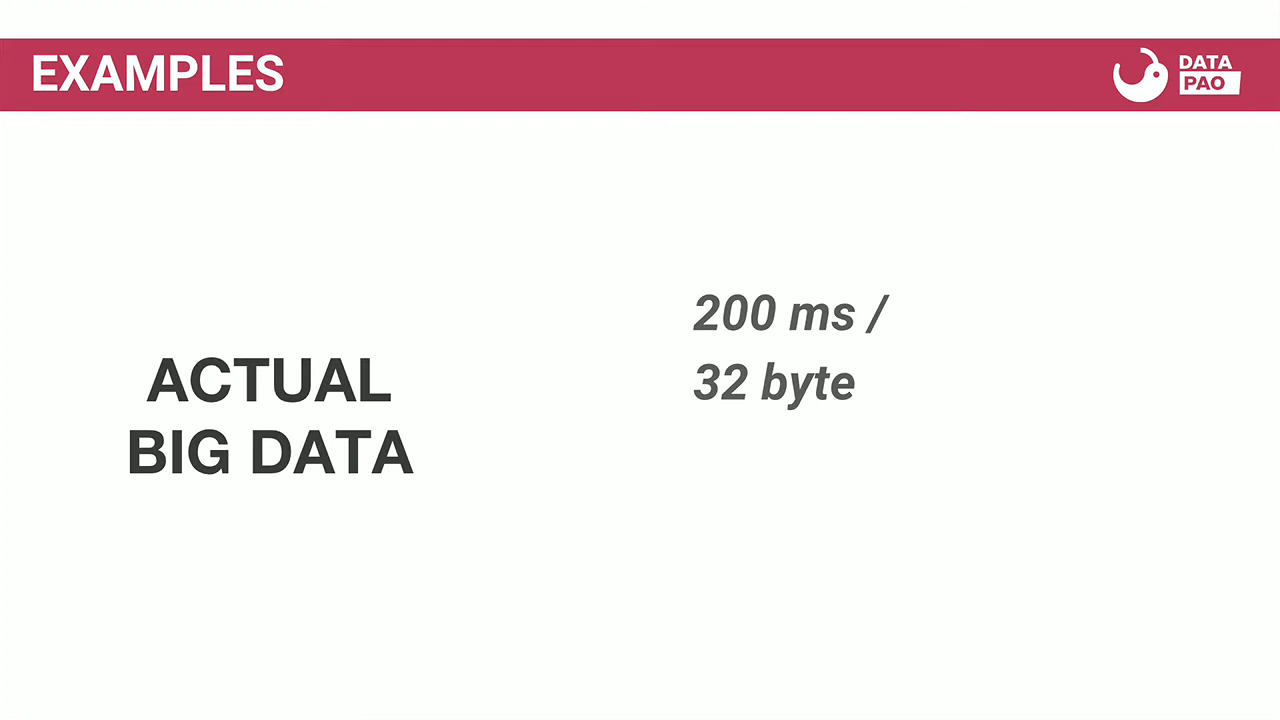 EXAMPLES
DATA
PAO
ACTUAL
BIG DATA
200 ms /
32 byte